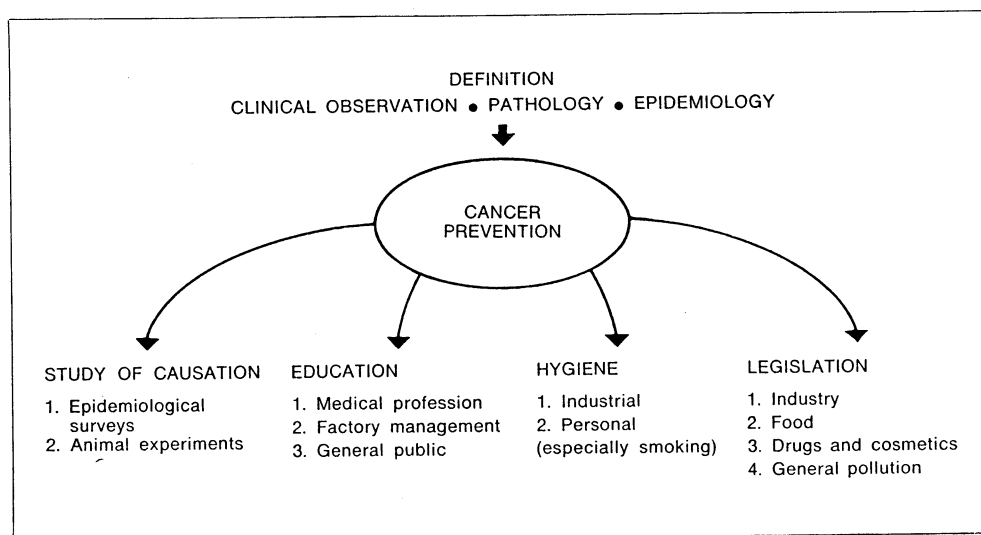 DEFINITION
CLINICAL OBSERVATION • PATHOLOGY • EPIDEMIOLOGY
CANCER
PREVENTION
STUDY OF CAUSATION
1. Epidemiological
surveys
2. Animal experiments
EDUCATION
1. Medical profession
2. Factory management
3. General public
HYGIENE
1. Industrial
2. Personal
(especially smoking)
LEGISLATION
1. Industry
2. Food
3. Drugs and cosmetics
4. General pollution